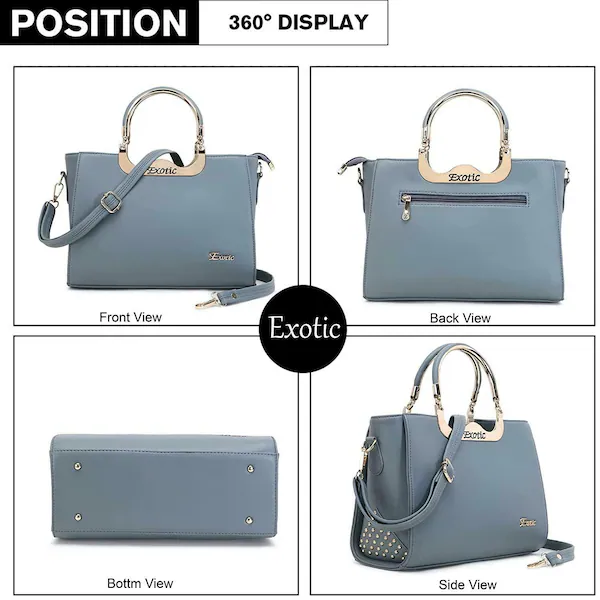 POSITION
360° DISPLAY
Exotic
Exotic
Front View
Exotic
Back View
Exotic
Bottm View
Exotic
Exotic
Side View